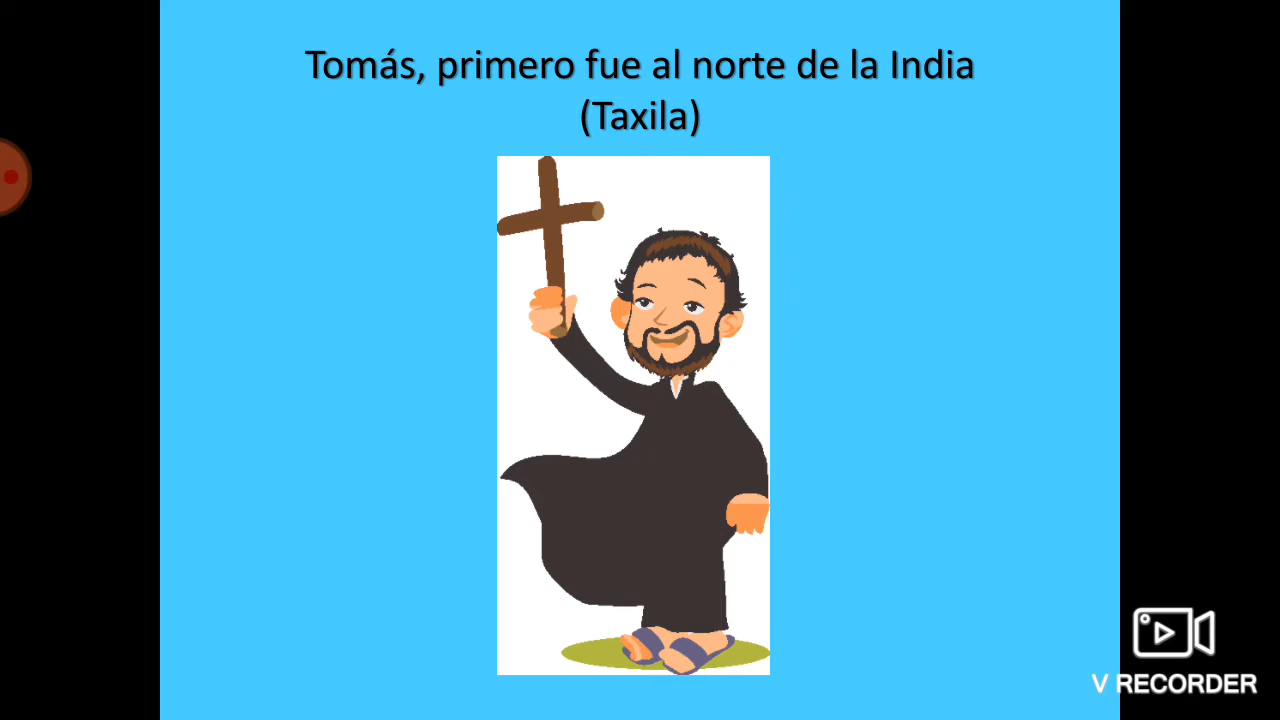 Tomás, primero fue al norte de la India
(Taxila)
V RECORDER